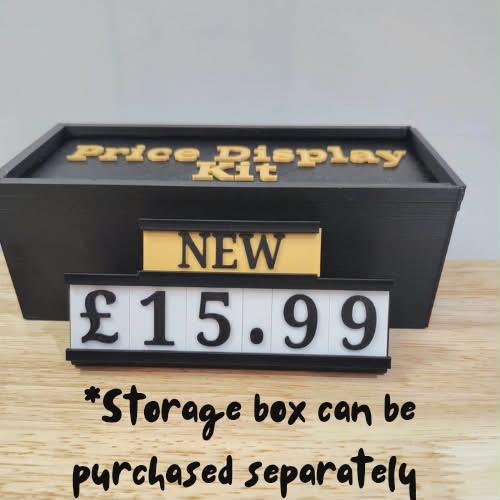 Price Display
Kit
NEW
£15.99
*Storage box can be
purchased separately